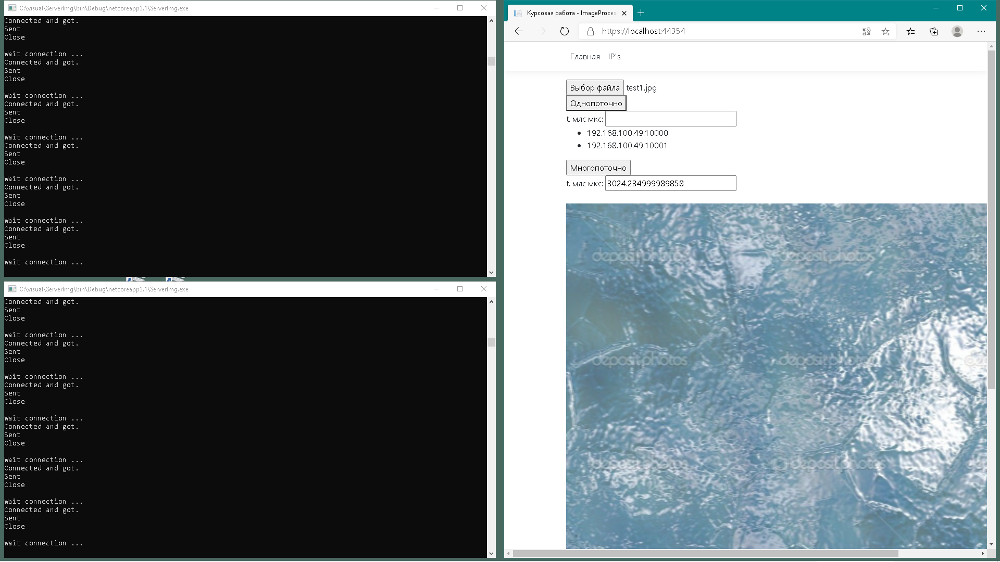 C:\visual\ServerImg\bin\Debug\netcoreapp3.1\ServerImg.exe
Connected and got.
Sent
Close
Wait connection ...
Connected and got.
Sent
Close
Wait connection ...
Connected and got.
Sent
Close
Wait connection ...
Connected and got.
Sent
Close
Wait connection ...
Connected and got.
Sent
Close
Wait connection ...
Connected and got.
Sent
Close
Wait connection ...
C:\visual\ServerImg\bin\Debug\netcoreapp3.1\ServerImg.exe
Connected and got.
Sent
Close
Wait connection ...
Connected and got.
Sent
Close
Wait connection ...
Connected and got.
Sent
Close
Wait connection ...
Connected and got.
Sent
Close
Wait connection ...
Connected and got.
Sent
Close
Wait connection ...
Connected and got.
Sent
Close
Wait connection ...
Курсовая работа - ImageProces
https://localhost:44354
Главная IP's
Выбор файла test1.jpg
Однопоточно
t, млс мкс:
192.168.100.49:10000
192.168.100.49:10001
Многопоточно
t, млс мкс: 3024.234999989858
depositphotos depositphotos
depositphotos depositphotos
depositphotos depositphotos